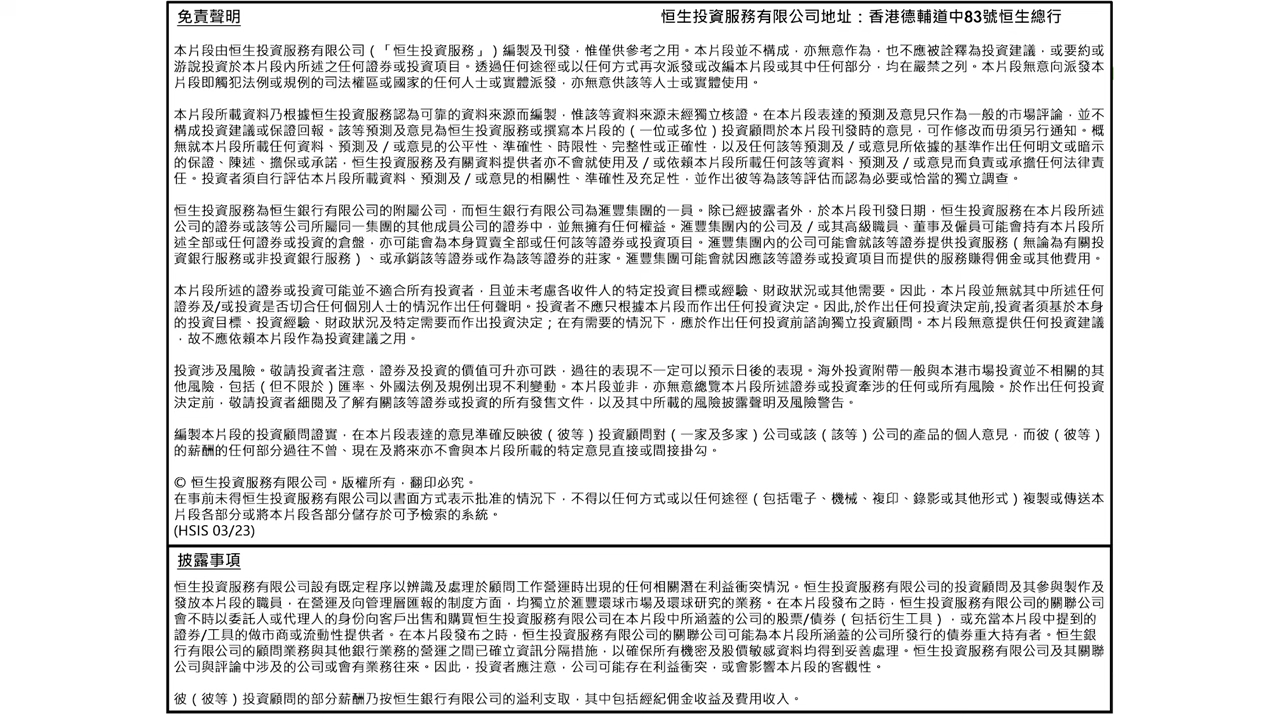 免責聲明
恒生投資服務有限公司地址：香港德輔道中83號恒生總行
本片段由恒生投資服務有限公司（「恒生投資服務」）編製及刊發，惟僅供參考之用。本片段並不構成，亦無意作為，也不應被詮釋為投資建議，或要約或
游說投資於本片段內所述之任何證券或投資項目。透過任何途徑或以任何方式再次派發或改編本片段或其中任何部分，均在嚴禁之列。本片段無意向派發本
片段即觸犯法例或規例的司法權區或國家的任何人士或實體派發，亦無意供該等人士或實體使用。
本片段所載資料乃根據恒生投資服務認為可靠的資料來源而編製，惟該等資料來源未經獨立核證。在本片段表達的預測及意見只作為一般的市場評論，並不
構成投資建議或保證回報。該等預測及意見為恒生投資服務或撰寫本片段的（一位或多位）投資顧問於本片段刊發時的意見，可作修改而毋須另行通知。概
無就本片段所載任何資料、預測及／或意見的公平性、準確性、時限性、完整性或正確性，以及任何該等預測及／或意見所依據的基準作出任何明文或暗示
的保證、陳述、擔保或承諾，恒生投資服務及有關資料提供者亦不會就使用及／或依賴本片段所載任何該等資料、預測及／或意見而負責或承擔任何法律責
任。投資者須自行評估本片段所載資料、預測及／或意見的相關性、準確性及充足性，並作出彼等為該等評估而認為必要或恰當的獨立調查。
恒生投資服務為恒生銀行有限公司的附屬公司，而恒生銀行有限公司為滙豐集團的一員。除已經披露者外，於本片段刊發日期，恒生投資服務在本片段所述
公司的證券或該等公司所屬同一集團的其他成員公司的證券中，並無擁有任何權益。滙豐集團內的公司及／或其高級職員、董事及僱員可能會持有本片段所
述全部或任何證券或投資的倉盤，亦可能會為本身買賣全部或任何該等證券或投資項目。滙豐集團內的公司可能會就該等證券提供投資服務（無論為有關投
資銀行服務或非投資銀行服務）、或承銷該等證券或作為該等證券的莊家。滙豐集團可能會就因應該等證券或投資項目而提供的服務賺得佣金或其他費用。
本片段所述的證券或投資可能並不適合所有投資者，且並未考慮各收件人的特定投資目標或經驗、財政狀況或其他需要。因此，本片段並無就其中所述任何
證券及/或投資是否切合任何個別人士的情況作出任何聲明。投資者不應只根據本片段而作出任何投資決定。因此,於作出任何投資決定前,投資者須基於本身
的投資目標、投資經驗、財政狀況及特定需要而作出投資決定；在有需要的情況下，應於作出任何投資前諮詢獨立投資顧問。本片段無意提供任何投資建議
，故不應依賴本片段作為投資建議之用。
投資涉及風險。敬請投資者注意，證券及投資的價值可升亦可跌，過往的表現不一定可以預示日後的表現。海外投資附帶一般與本港市場投資並不相關的其
他風險，包括（但不限於）匯率、外國法例及規例出現不利變動。本片段並非，亦無意總覽本片段所述證券或投資牽涉的任何或所有風險。於作出任何投資
決定前，敬請投資者細閱及了解有關該等證券或投資的所有發售文件，以及其中所載的風險披露聲明及風險警告。
編製本片段的投資顧問證實，在本片段表達的意見準確反映彼（彼等）投資顧問對（一家及多家）公司或該（該等）公司的產品的個人意見，而彼（彼等）
的薪酬的任何部分過往不曾、現在及將來亦不會與本片段所載的特定意見直接或間接掛勾。
© 恒生投資服務有限公司。版權所有，翻印必究。
在事前未得恒生投資服務有限公司以書面方式表示批准的情況下，不得以任何方式或以任何途徑（包括電子、機械、複印、錄影或其他形式）複製或傳送本
片段各部分或將本片段各部分儲存於可予檢索的系統。
(HSIS 03/23)
披露事項
恒生投資服務有限公司設有既定程序以辨識及處理於顧問工作營運時出現的任何相關潛在利益衝突情況。恒生投資服務有限公司的投資顧問及其參與製作及
發放本片段的職員，在營運及向管理層匯報的制度方面，均獨立於滙豐環球市場及環球研究的業務。在本片段發布之時，恒生投資服務有限公司的關聯公司
會不時以委託人或代理人的身份向客戶出售和購買恒生投資服務有限公司在本片段中所涵蓋的公司的股票/債券（包括衍生工具），或充當本片段中提到的
證券/工具的做市商或流動性提供者。在本片段發布之時，恒生投資服務有限公司的關聯公司可能為本片段所涵蓋的公司所發行的債券重大持有者。恒生銀
行有限公司的顧問業務與其他銀行業務的營運之間已確立資訊分隔措施，以確保所有機密及股價敏感資料均得到妥善處理。恒生投資服務有限公司及其關聯
公司與評論中涉及的公司或會有業務往來。因此，投資者應注意，公司可能存在利益衝突，或會影響本片段的客觀性。
彼（彼等）投資顧問的部分薪酬乃按恒生銀行有限公司的溢利支取，其中包括經紀佣金收益及費用收入。